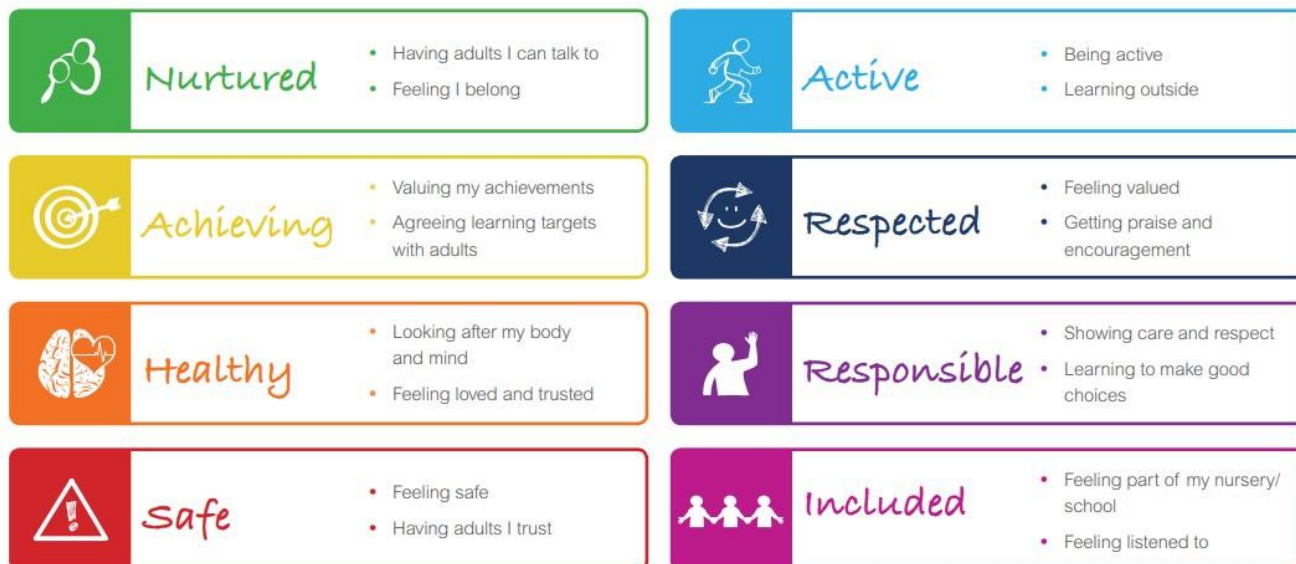 Nurtured
Having adults I can talk to
Feeling I belong
Active
Being active
Learning outside
Achieving
Valuing my achievements
Agreeing learning targets
with adults
Respected
Feeling valued
Getting praise and
encouragement
Healthy
Looking after my body
and mind
Feeling loved and trusted
Responsible
Showing care and respect
Learning to make good
choices
Safe
Feeling safe
Having adults I trust
Included
Feeling part of my nursery/
school
Feeling listened to